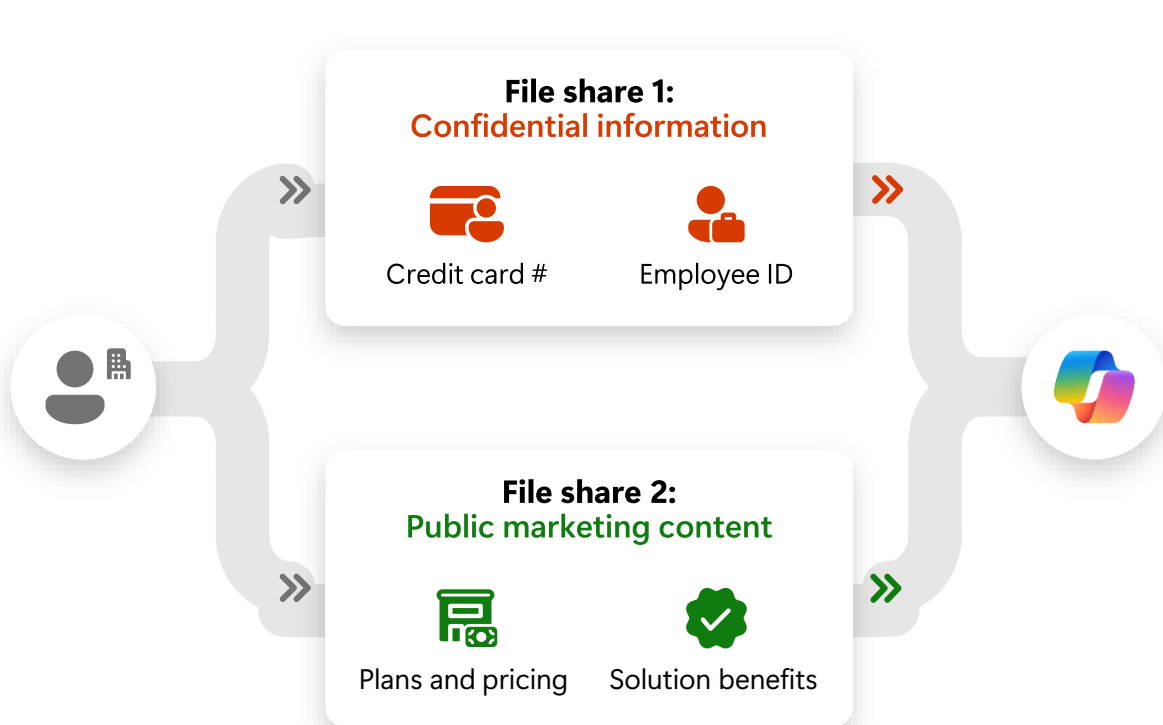 File share 1:
Confidential information
Credit card #
Employee ID
File share 2:
Public marketing content
Plans and pricing
Solution benefits